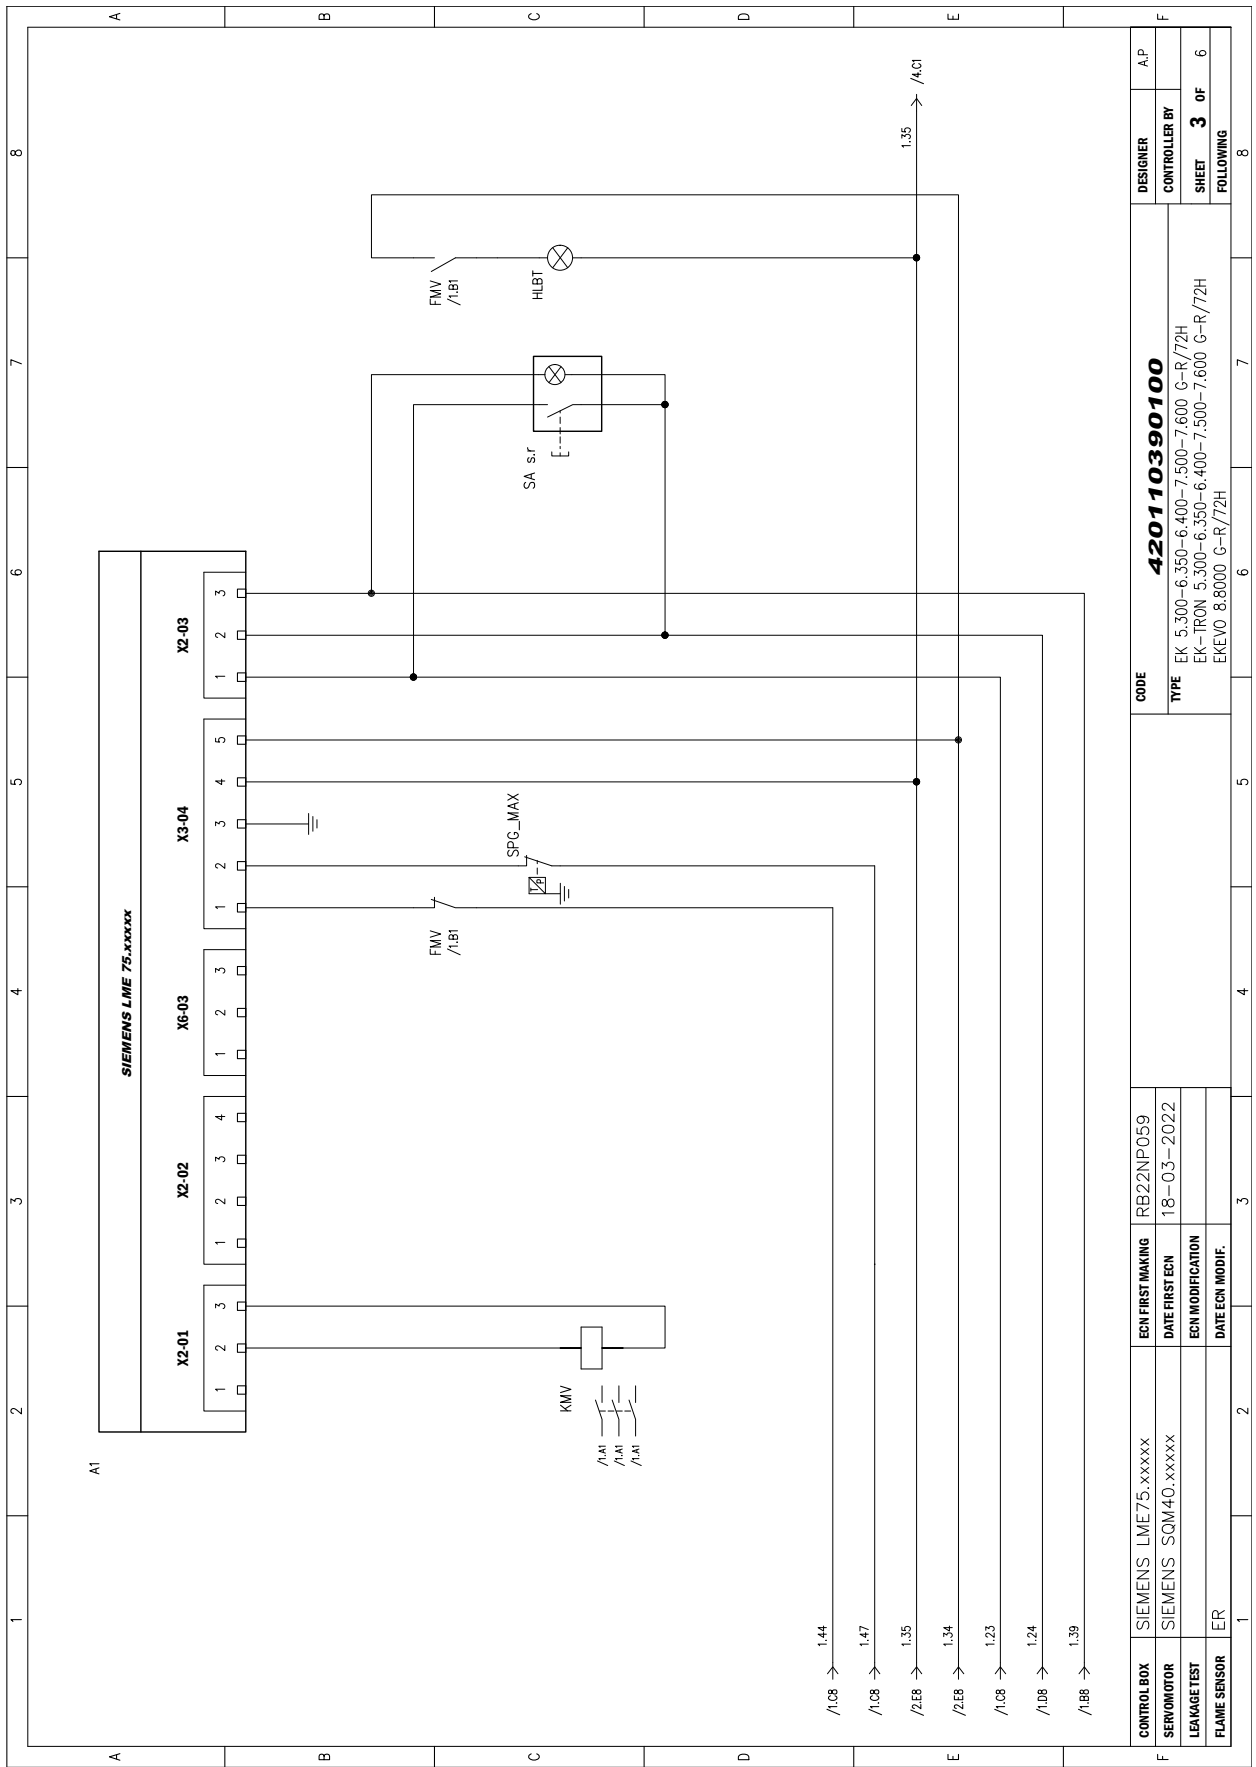 1 2 3 4 5 6 7 8
A B C D E F
A1
SIEMENS LME 75.xxxxx
X2-01 X2-02 X6-03 X3-04 X2-03
1 2 3
1 2 3 4
1 2 3
1 2 3 4 5
1 2 3
KMV
/1.A1
/1.A1
/1.A1
FMV
/1.B1
SPG_MAX
P
SA s.r
FMV
/1.B1
HLBT
/1.C8 1.44
/1.C8 1.47
/2.E8 1.35
1.35 /4.C1
/2.E8 1.34
/1.C8 1.23
/1.D8 1.24
/1.B8 1.39
CONTROL BOX SIEMENS LME75.xxxxx
SERVOMOTOR SIEMENS SQM40.xxxxx
LEAKAGE TEST
FLAME SENSOR ER
ECN FIRST MAKING RB22NP059
DATE FIRST ECN 18-03-2022
ECN MODIFICATION
DATE ECN MODIF.
CODE 420110390100
TYPE EK 5.300-6.350-6.400-7.500-7.600 G-R/72H
EK-TRON 5.300-6.350-6.400-7.500-7.600 G-R/72H
EKEVO 8.8000 G-R/72H
DESIGNER A.P
CONTROLLER BY
SHEET 3 OF 6
FOLLOWING
A B C D E F
1 2 3 4 5 6 7 8